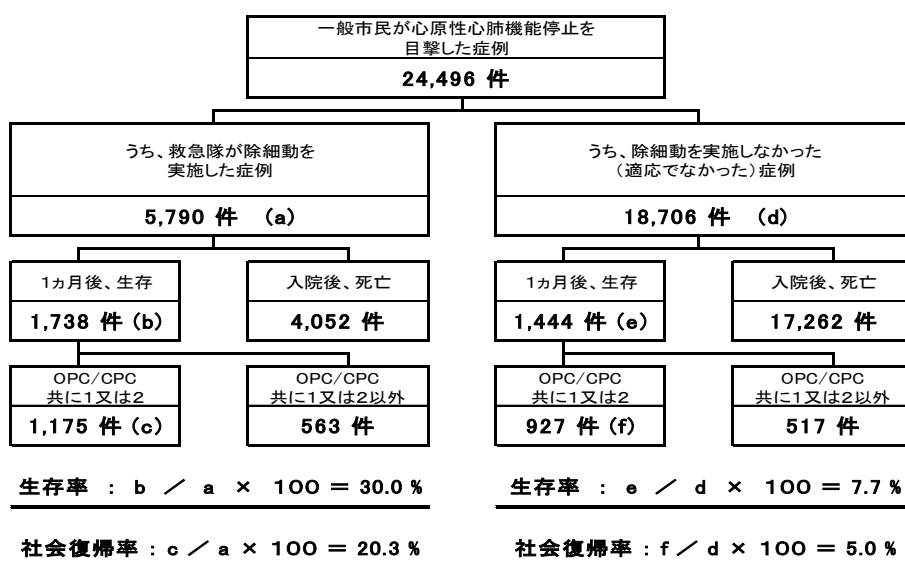 一般市民が心原性心肺機能停止を
目撃した症例
24,496 件
うち、救急隊が除細動を
実施した症例
5,790 件 (a)
うち、除細動を実施しなかった
(適応でなかった)症例
18,706 件 (d)
1ヵ月後、生存
1,738 件 (b)
入院後、死亡
4,052 件
1ヵ月後、生存
1,444 件 (e)
入院後、死亡
17,262 件
OPC/CPC
共に1又は2
1,175 件 (c)
OPC/CPC
共に1又は2以外
563 件
OPC/CPC
共に1又は2
927 件 (f)
OPC/CPC
共に1又は2以外
517 件
生存率 : b / a × 100 = 30.0 %
生存率 : e / d × 100 = 7.7 %
社会復帰率 : c / a × 100 = 20.3 %
社会復帰率 : f / d × 100 = 5.0 %